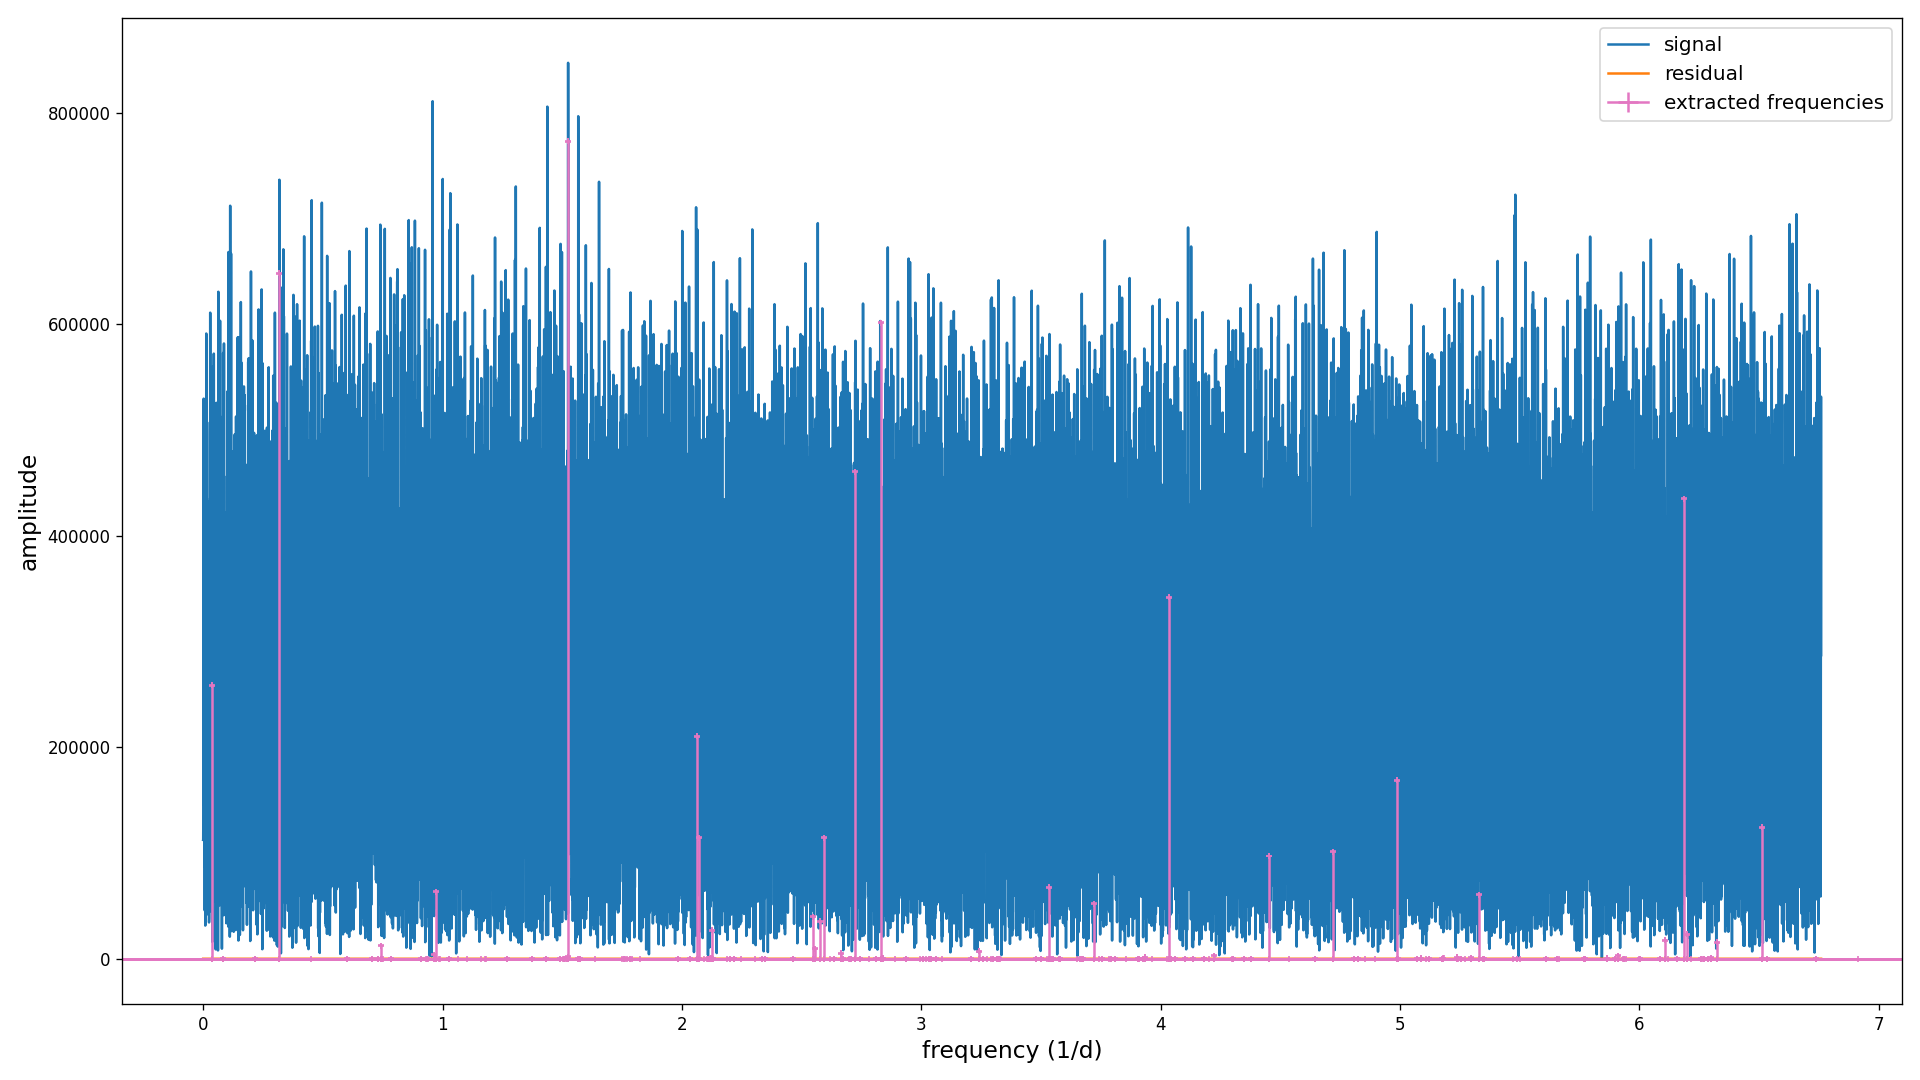 signal
residual
extracted frequencies
800000
600000
400000
200000
0
amplitude
0 1 2 3 4 5 6 7
frequency (1/d)